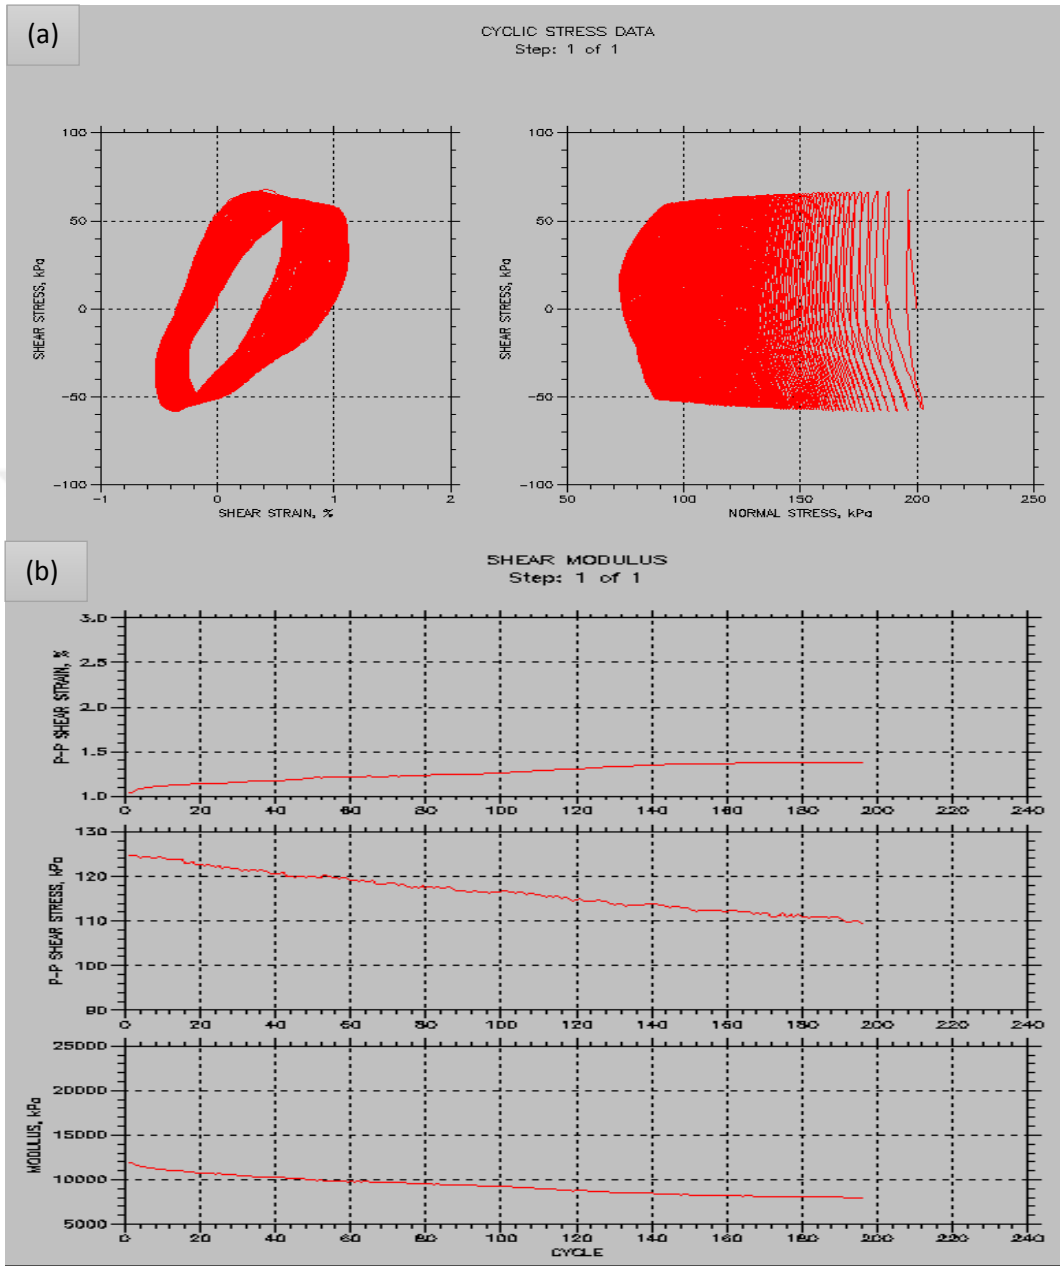 (a)
CYCLIC STRESS DATA
Step: 1 of 1
100
50
0
-50
-100
SHEAR STRESS, kPa
-1
0
1
2
SHEAR STRAIN, %
100
50
0
-50
-100
SHEAR STRESS, kPa
50
100
150
200
250
NORMAL STRESS, kPa
(b)
SHEAR MODULUS
Step: 1 of 1
3.0
2.5
2.0
1.5
1.0
P-P SHEAR STRAIN, %
0 20 40 60 80 100 120 140 160 180 200 220 240
130
120
110
100
90
P-P SHEAR STRESS, kPa
0 20 40 60 80 100 120 140 160 180 200 220 240
25000
20000
15000
10000
5000
MODULUS, kPa
0 20 40 60 80 100 120 140 160 180 200 220 240
CYCLE